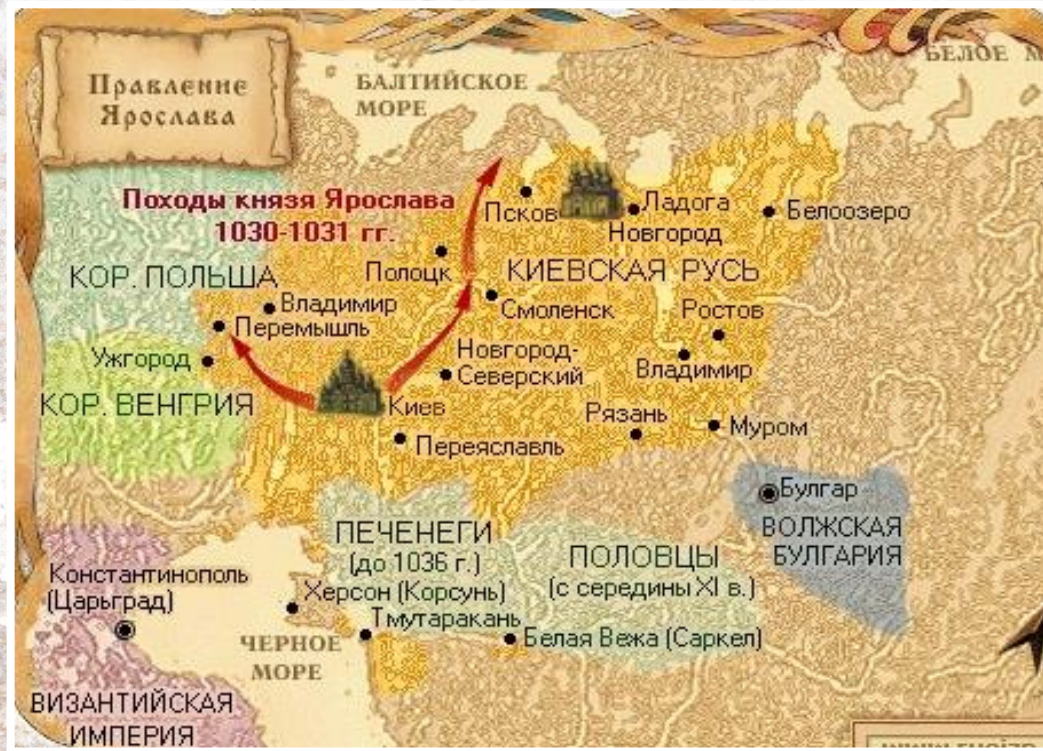 Правление
Ярослава
БАЛТИЙСКОЕ
МОРЕ
БЕЛОЕ
Походы князя Ярослава
1030-1031 гг.
Псков
Ладога
Новгород
Белоозеро
КОР. ПОЛЬША
Полоцк
КИЕВСКАЯ РУСЬ
Владимир
Перемышль
Смоленск
Ростов
Ужгород
Новгород-
Северский
Владимир
КОР. ВЕНГРИЯ
Киев
Рязань
Муром
Переяславль
Булгар
ВОЛЖСКАЯ
БУЛГАРИЯ
ПЕЧЕНЕГИ
(до 1036 г.)
ПОЛОВЦЫ
(с середины XI в.)
Константинополь
(Царьград)
Херсон (Корсунь)
Тмутаракань
Белая Вежа (Саркел)
ЧЕРНОЕ
МОРЕ
ВИЗАНТИЙСКАЯ
ИМПЕРИЯ